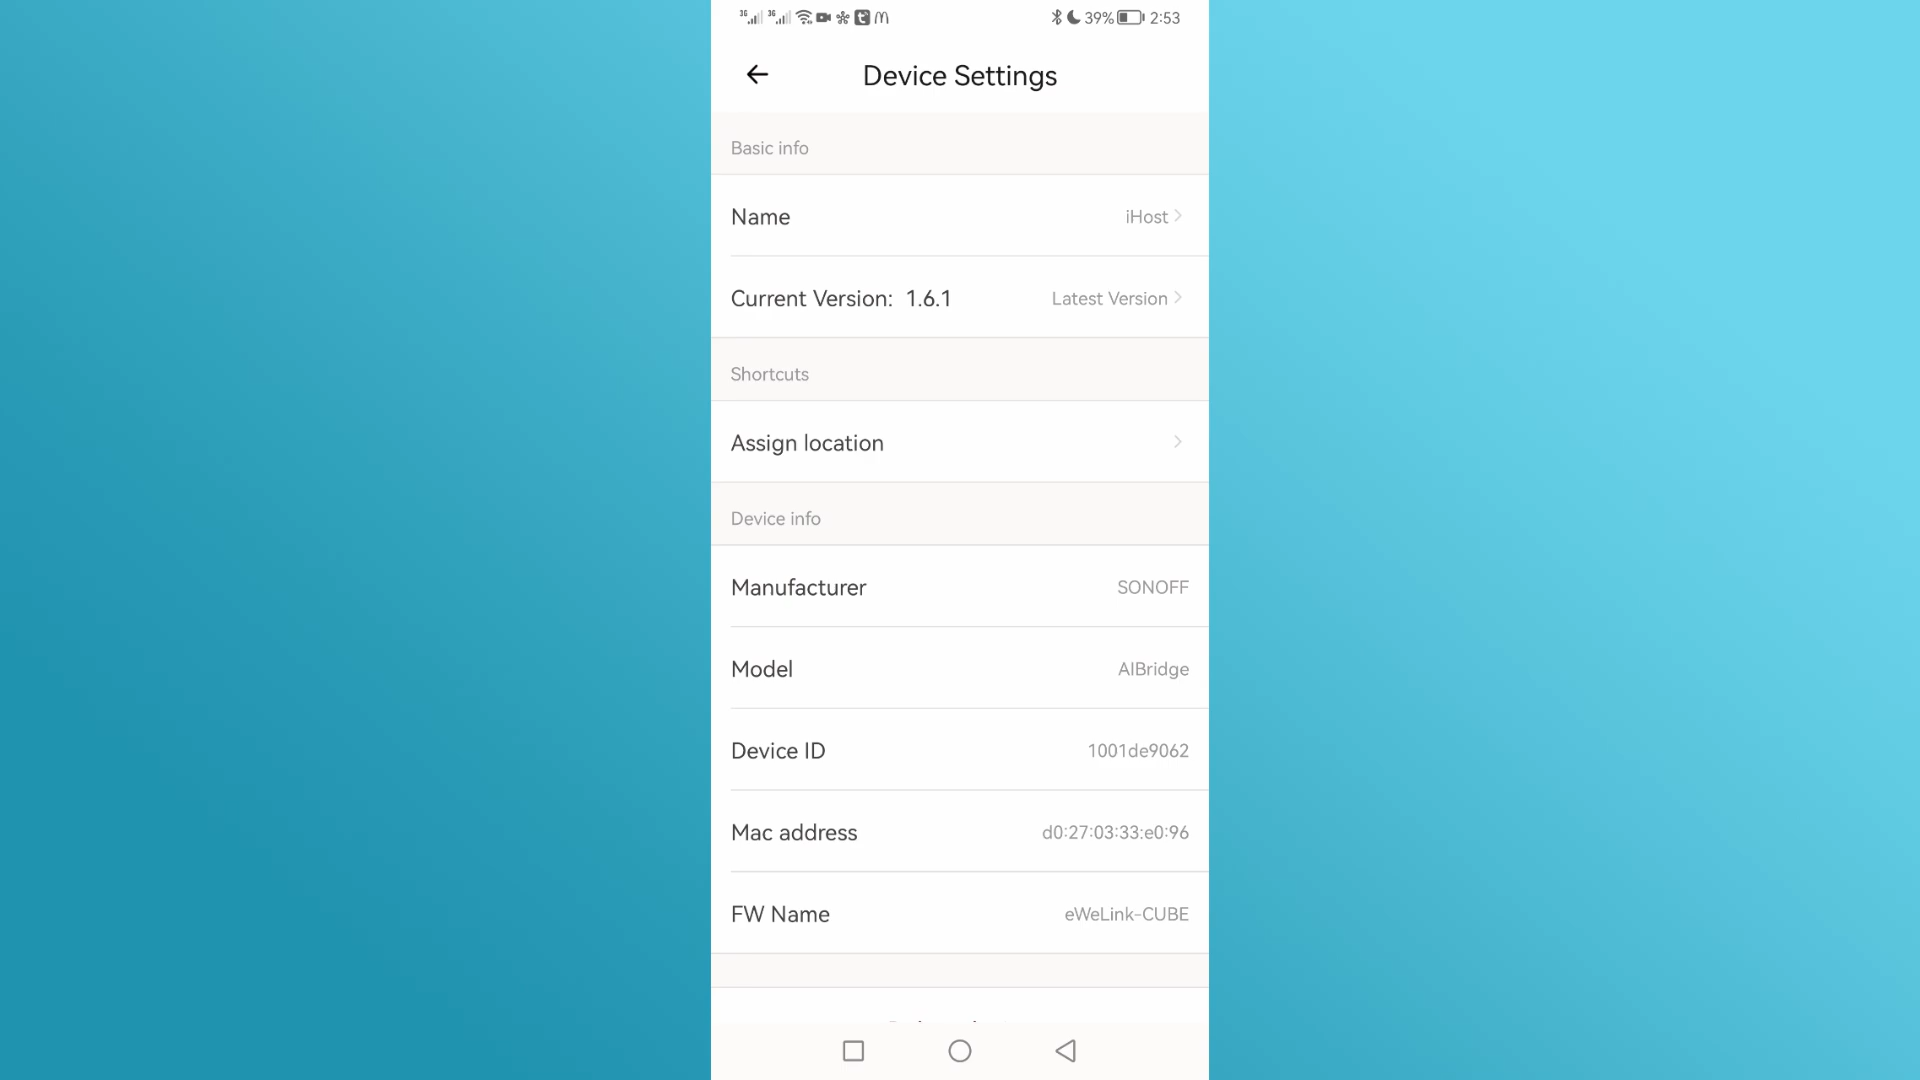 3G 3G 39% 2:53
Device Settings
Basic info
Name iHost
Current Version: 1.6.1 Latest Version
Shortcuts
Assign location
Device info
Manufacturer SONOFF
Model AIBridge
Device ID 1001de9062
Mac address d0:27:03:33:e0:96
FW Name eWeLink-CUBE